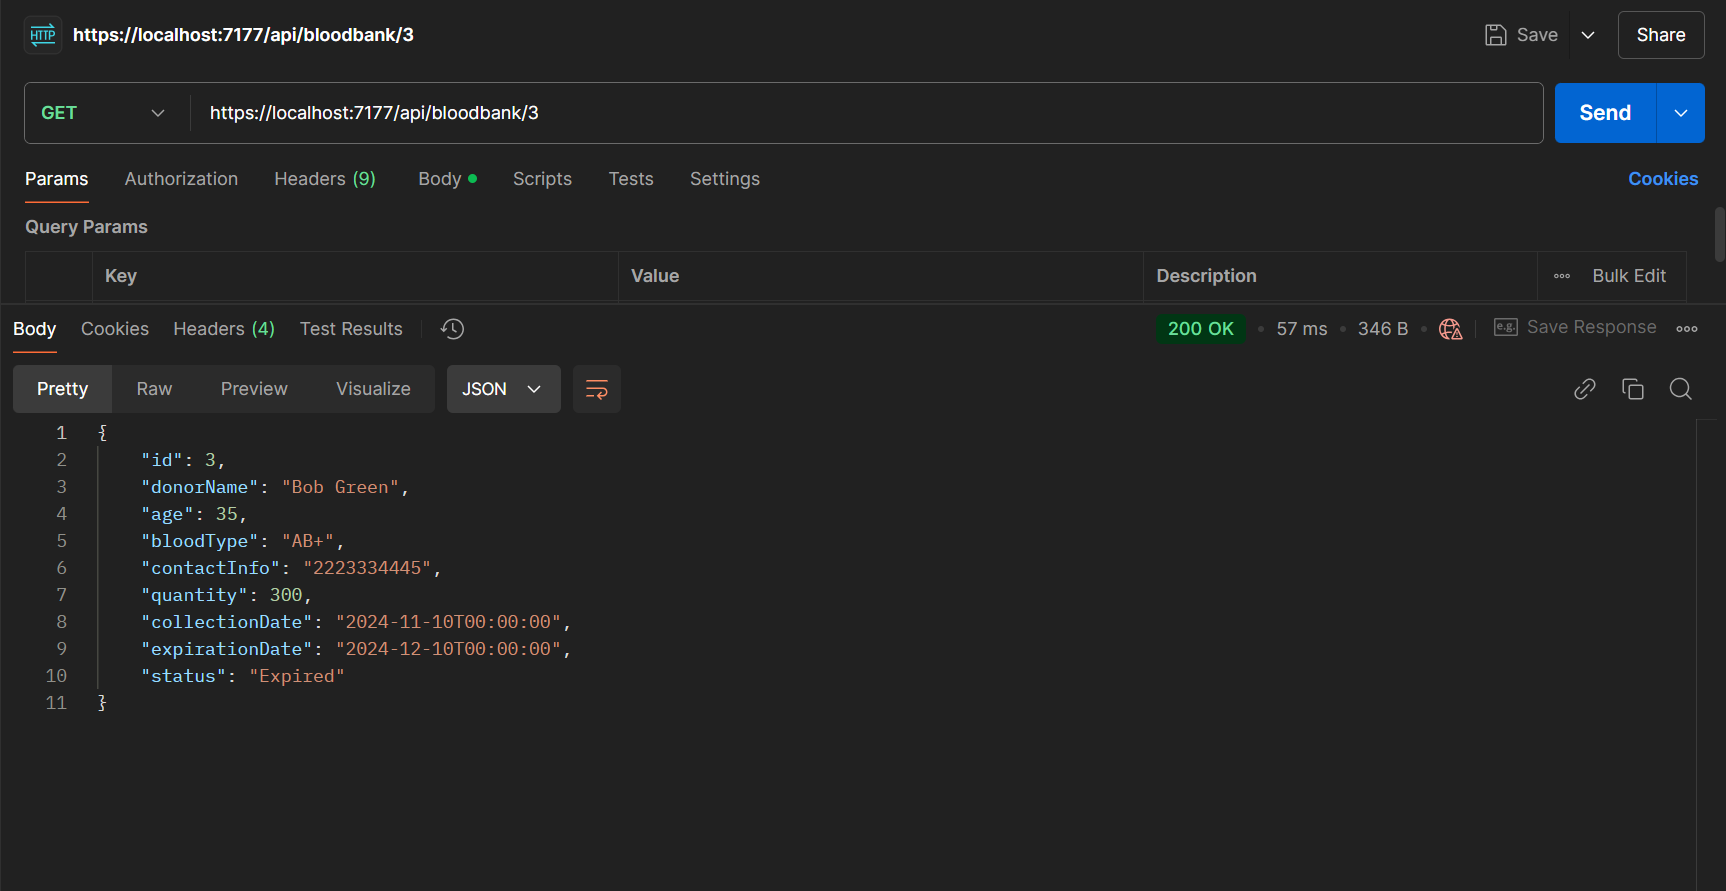 HTTP https://localhost:7177/api/bloodbank/3 Save Share
GET https://localhost:7177/api/bloodbank/3 Send
Params Authorization Headers (9) Body Scripts Tests Settings Cookies
Query Params
Key Value Description Bulk Edit
Body Cookies Headers (4) Test Results 200 OK 57 ms 346 B e.g. Save Response
Pretty Raw Preview Visualize JSON
1 {
2 "id": 3,
3 "donorName": "Bob Green",
4 "age": 35,
5 "bloodType": "AB+",
6 "contactInfo": "2223334445",
7 "quantity": 300,
8 "collectionDate": "2024-11-10T00:00:00",
9 "expirationDate": "2024-12-10T00:00:00",
10 "status": "Expired"
11 }